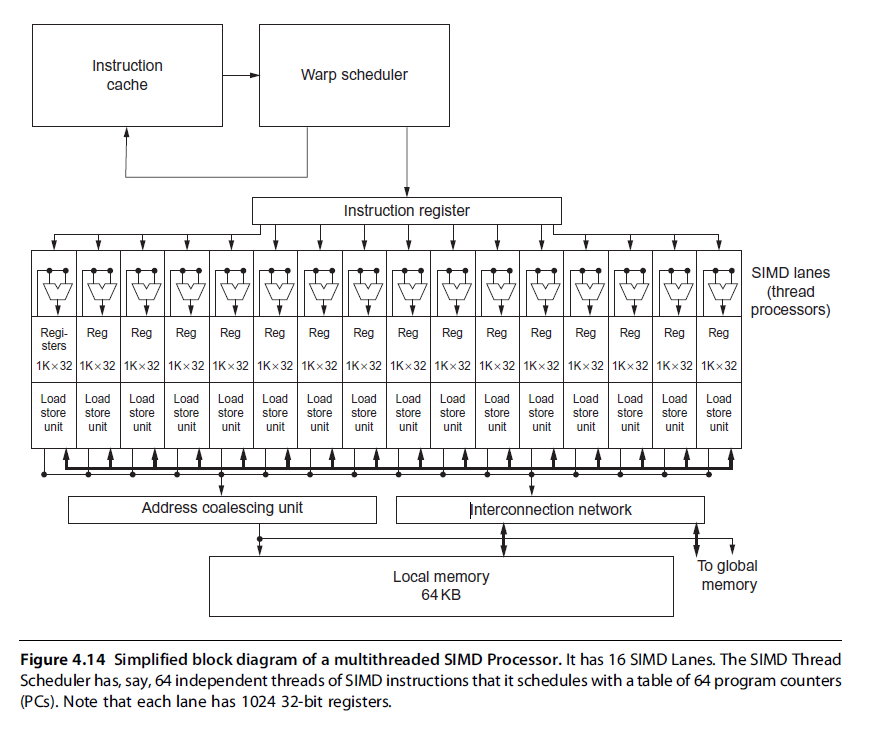 Instruction
cache
Warp scheduler
Instruction register
SIMD lanes
(thread
processors)
Regi-
sters Reg Reg Reg Reg Reg Reg Reg Reg Reg Reg Reg Reg Reg Reg Reg
1K×32 1K×32 1K×32 1K×32 1K×32 1K×32 1K×32 1K×32 1K×32 1K×32 1K×32 1K×32 1K×32 1K×32 1K×32 1K×32
Load Load Load Load Load Load Load Load Load Load Load Load Load Load Load Load
store store store store store store store store store store store store store store store store
unit unit unit unit unit unit unit unit unit unit unit unit unit unit unit unit
Address coalescing unit
Interconnection network
Local memory
64 KB
To global
memory
Figure 4.14 Simplified block diagram of a multithreaded SIMD Processor. It has 16 SIMD Lanes. The SIMD Thread
Scheduler has, say, 64 independent threads of SIMD instructions that it schedules with a table of 64 program counters
(PCs). Note that each lane has 1024 32-bit registers.